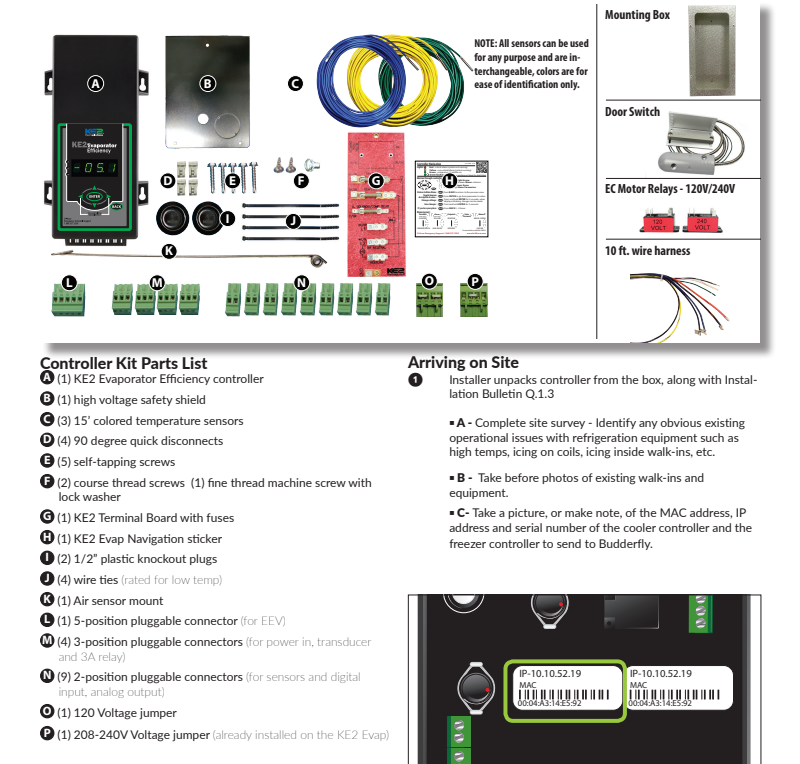 Mounting Box
NOTE: All sensors can be used
for any purpose and are in-
terchangeable, colors are for
ease of identification only.
A
B
C
KE2
KE2 Evaporator
Efficiency
-05.1
ENTER
BACK
Door Switch
D
E
F
G
H
I
J
K
KE2
EC Motor Relays - 120V/240V
120
VOLT
240
VOLT
10 ft. wire harness
L
M
N
O
P
Controller Kit Parts List
A (1) KE2 Evaporator Efficiency controller
B (1) high voltage safety shield
C (3) 15' colored temperature sensors
D (4) 90 degree quick disconnects
E (5) self-tapping screws
F (2) course thread screws (1) fine thread machine screw with
lock washer
G (1) KE2 Terminal Board with fuses
H (1) KE2 Evap Navigation sticker
I (2) 1/2" plastic knockout plugs
J (4) wire ties (rated for low temp)
K (1) Air sensor mount
L (1) 5-position pluggable connector (for EEV)
M (4) 3-position pluggable connectors (for power in, transducer
and 3A relay)
N (9) 2-position pluggable connectors (for sensors and digital
input, analog output)
O (1) 120 Voltage jumper
P (1) 208-240V Voltage jumper (already installed on the KE2 Evap)
Arriving on Site
1 Installer unpacks controller from the box, along with Instal-
lation Bulletin Q.1.3
▪ A - Complete site survey - Identify any obvious existing
operational issues with refrigeration equipment such as
high temps, icing on coils, icing inside walk-ins, etc.
▪ B - Take before photos of existing walk-ins and
equipment.
▪ C- Take a picture, or make note, of the MAC address, IP
address and serial number of the cooler controller and the
freezer controller to send to Budderfly.
IP-10.10.52.19
MAC
00:04:A3:14:E5:92
IP-10.10.52.19
MAC
00:04:A3:14:E5:92